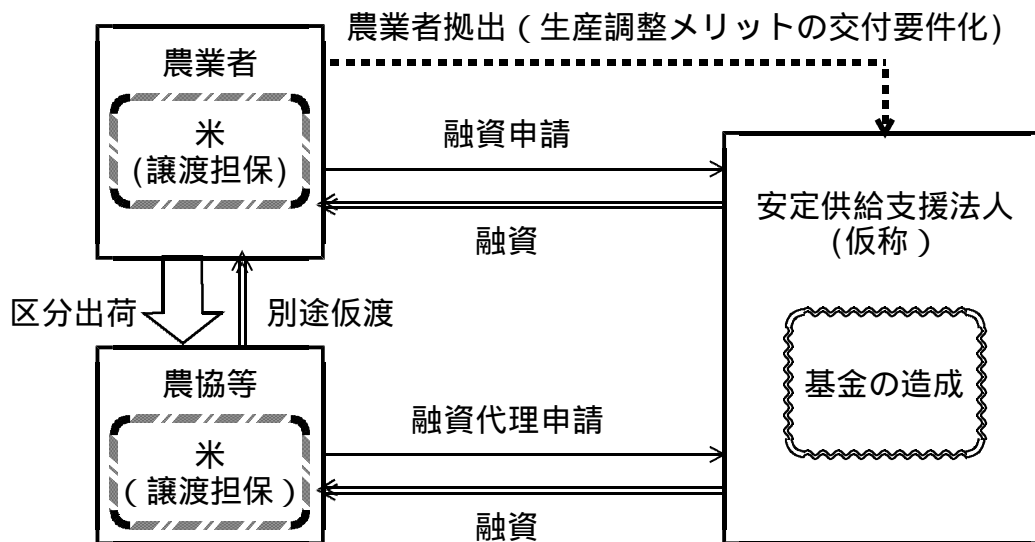 農業者拠出（生産調整メリットの交付要件化)
農業者
米
(譲渡担保)
融資申請
融資
安定供給支援法人
(仮称）
区分出荷
別途仮渡
農協等
米
（譲渡担保）
融資代理申請
融資
基金の造成